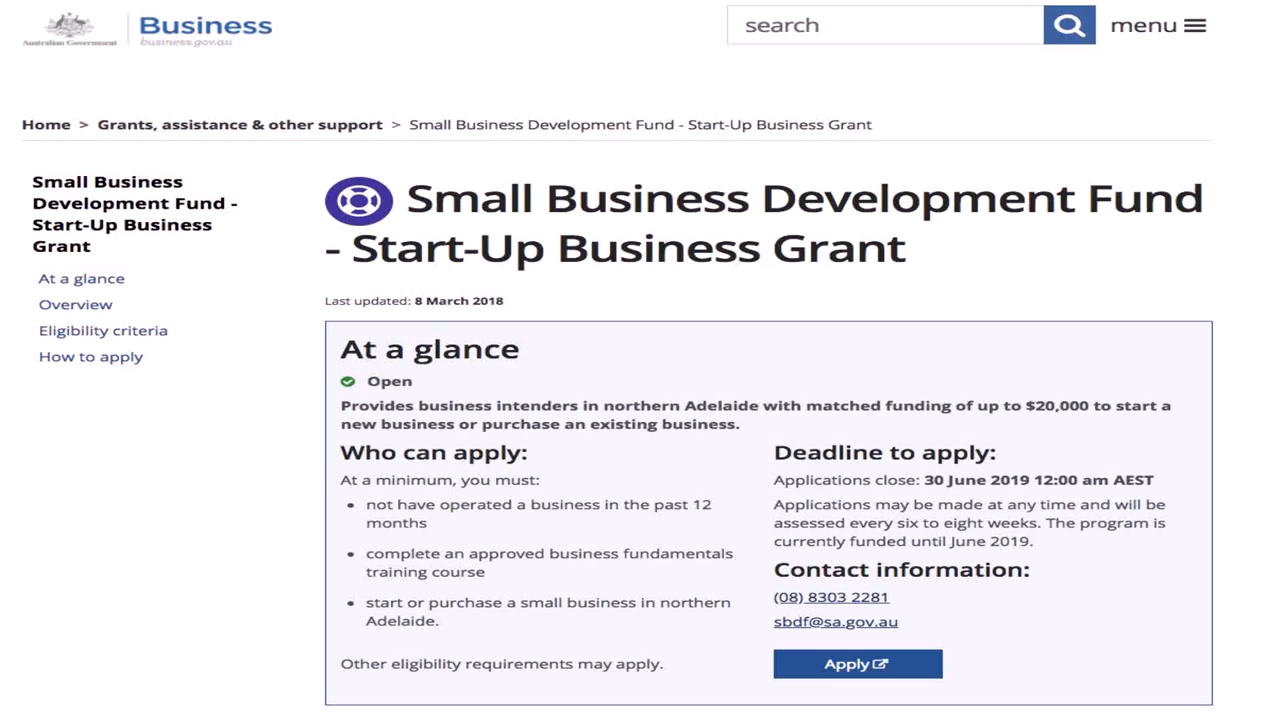 Australian Government
Business
business.gov.au
search
menu
Home > Grants, assistance & other support > Small Business Development Fund - Start-Up Business Grant
Small Business
Development Fund -
Start-Up Business
Grant
At a glance
Overview
Eligibility criteria
How to apply
Small Business Development Fund
- Start-Up Business Grant
Last updated: 8 March 2018
At a glance
Open
Provides business intenders in northern Adelaide with matched funding of up to $20,000 to start a
new business or purchase an existing business.
Who can apply:
At a minimum, you must:
• not have operated a business in the past 12
months
• complete an approved business fundamentals
training course
• start or purchase a small business in northern
Adelaide.
Other eligibility requirements may apply.
Deadline to apply:
Applications close: 30 June 2019 12:00 am AEST
Applications may be made at any time and will be
assessed every six to eight weeks. The program is
currently funded until June 2019.
Contact information:
(08) 8303 2281
sbdf@sa.gov.au
Apply